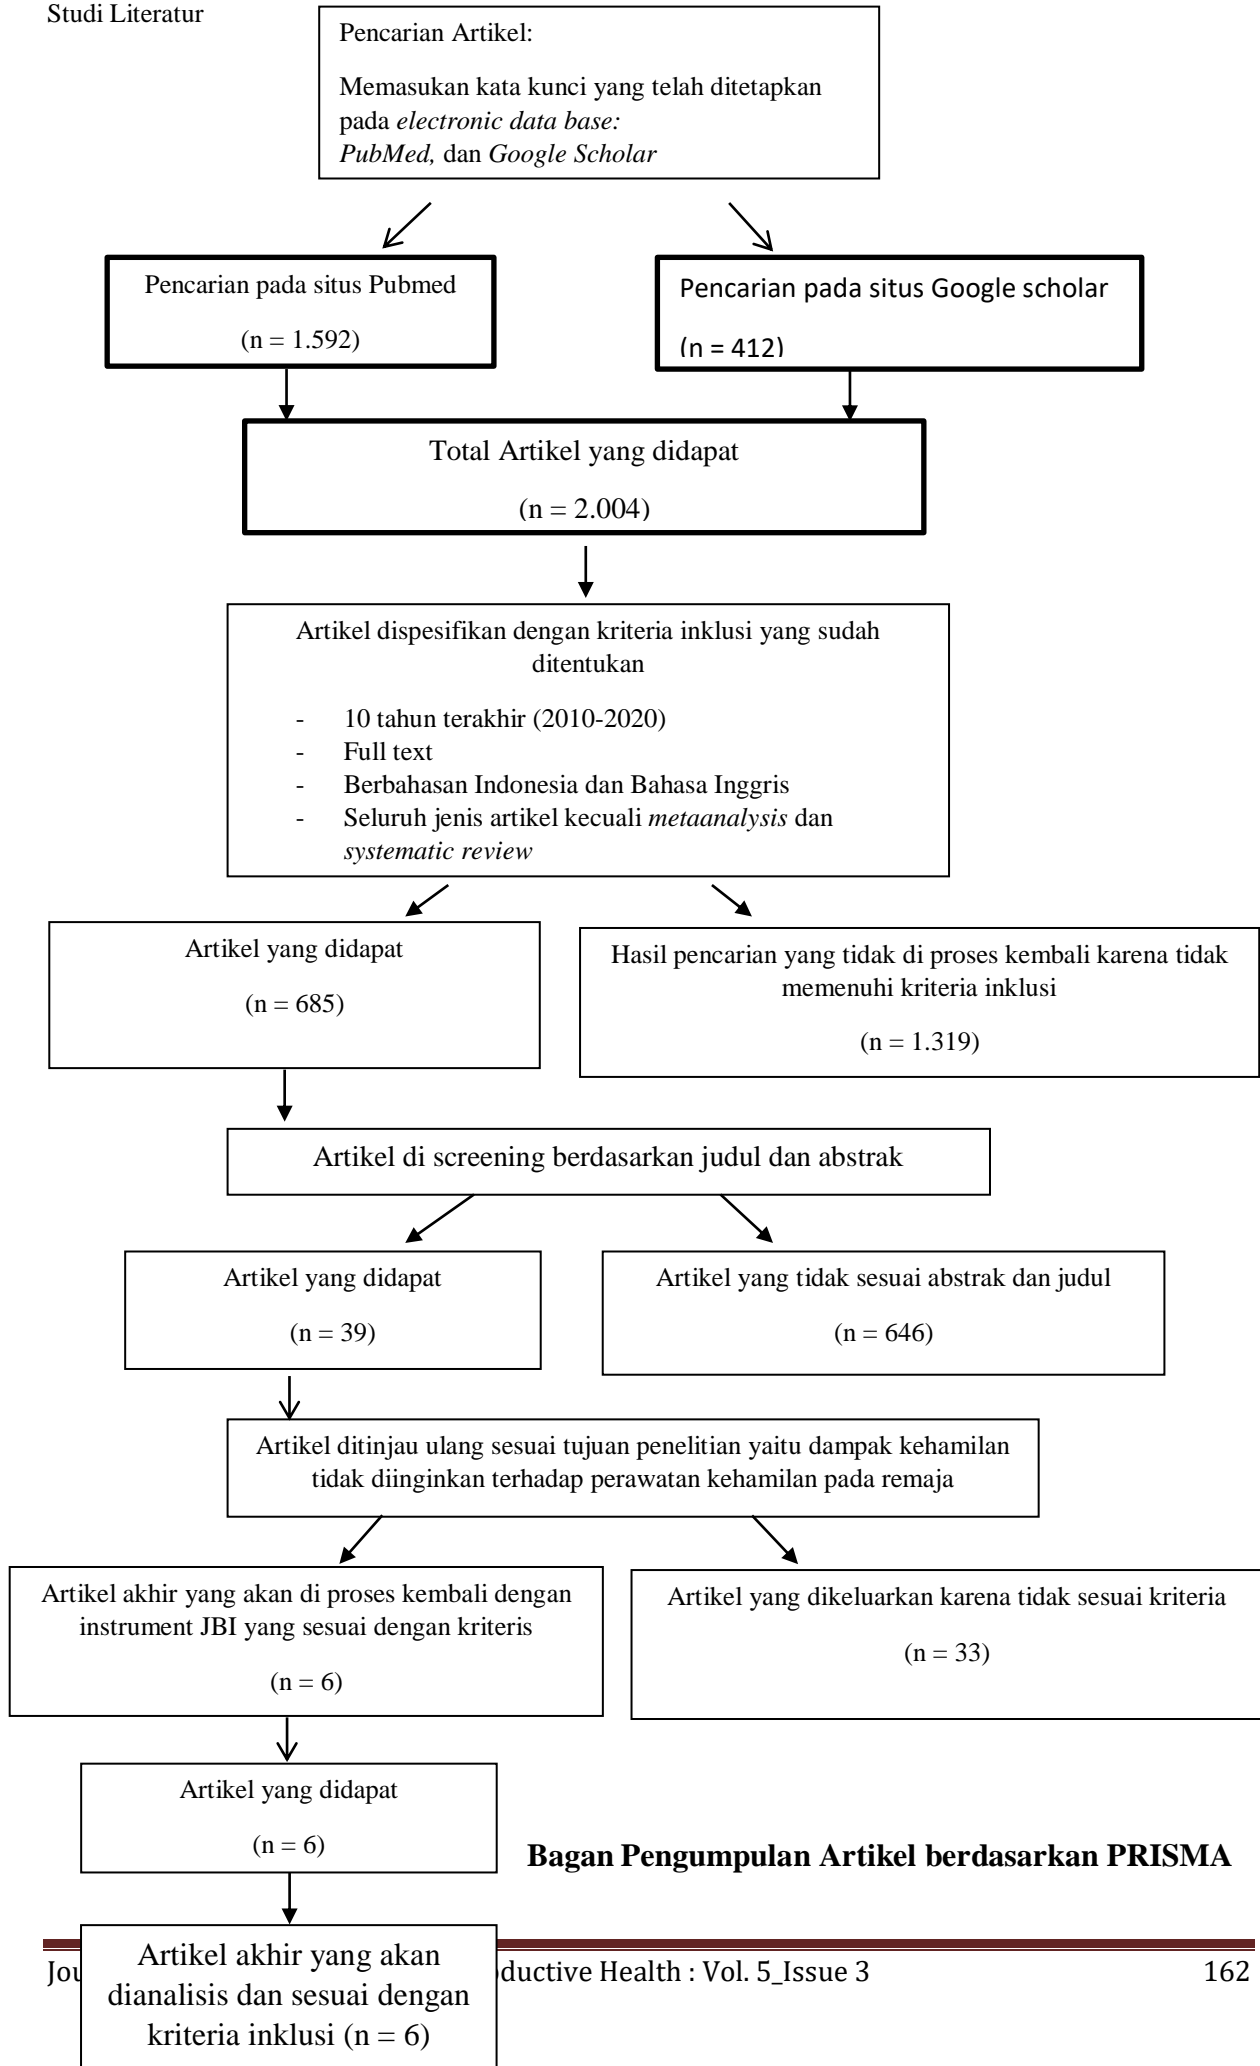 Studi Literatur
Pencarian Artikel:
Memasukan kata kunci yang telah ditetapkan
pada electronic data base:
PubMed, dan Google Scholar
Pencarian pada situs Pubmed
(n = 1.592)
Pencarian pada situs Google scholar
(n = 412)
Total Artikel yang didapat
(n = 2.004)
Artikel dispesifikan dengan kriteria inklusi yang sudah
ditentukan
- 10 tahun terakhir (2010-2020)
- Full text
- Berbahasan Indonesia dan Bahasa Inggris
- Seluruh jenis artikel kecuali metaanalysis dan
systematic review
Artikel yang didapat
(n = 685)
Hasil pencarian yang tidak di proses kembali karena tidak
memenuhi kriteria inklusi
(n = 1.319)
Artikel di screening berdasarkan judul dan abstrak
Artikel yang didapat
(n = 39)
Artikel yang tidak sesuai abstrak dan judul
(n = 646)
Artikel ditinjau ulang sesuai tujuan penelitian yaitu dampak kehamilan
tidak diinginkan terhadap perawatan kehamilan pada remaja
Artikel akhir yang akan di proses kembali dengan
instrument JBI yang sesuai dengan kriteris
(n = 6)
Artikel yang dikeluarkan karena tidak sesuai kriteria
(n = 33)
Artikel yang didapat
(n = 6)
Bagan Pengumpulan Artikel berdasarkan PRISMA
Artikel akhir yang akan
dianalisis dan sesuai dengan
kriteria inklusi (n = 6)
Health : Vol. 5_Issue 3 162